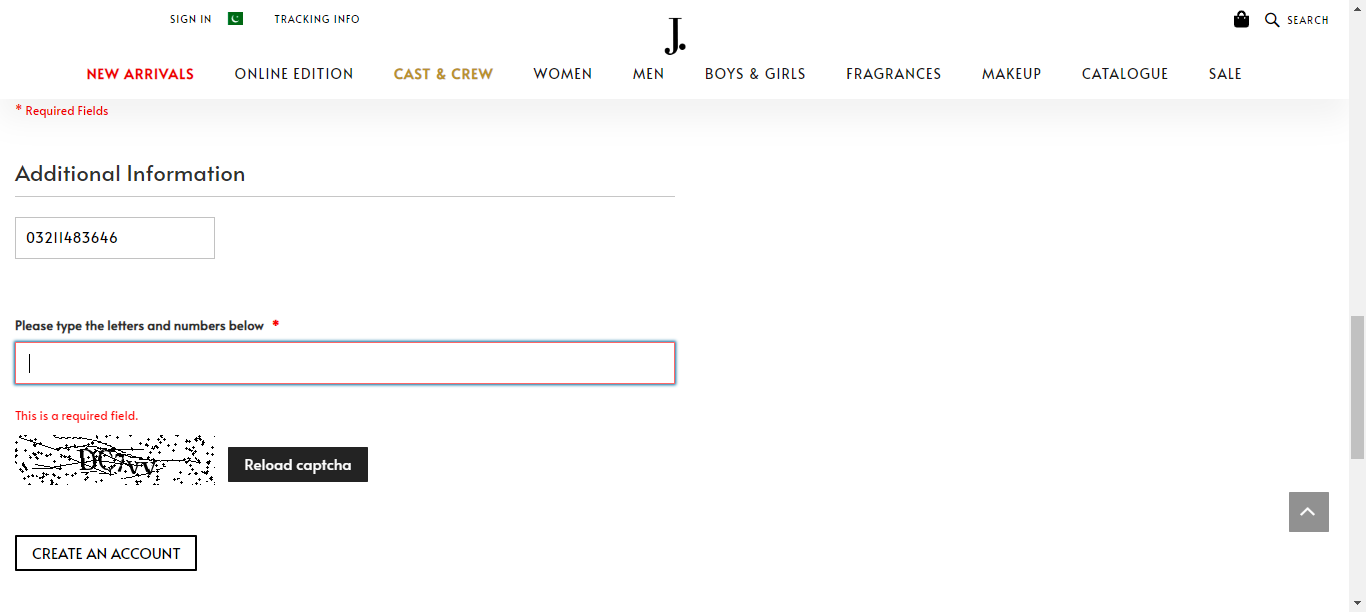 SIGN IN
TRACKING INFO
J.
SEARCH
NEW ARRIVALS ONLINE EDITION CAST & CREW WOMEN MEN BOYS & GIRLS FRAGRANCES MAKEUP CATALOGUE SALE
* Required Fields
Additional Information
03211483646
Please type the letters and numbers below *
This is a required field.
Reload captcha
CREATE AN ACCOUNT